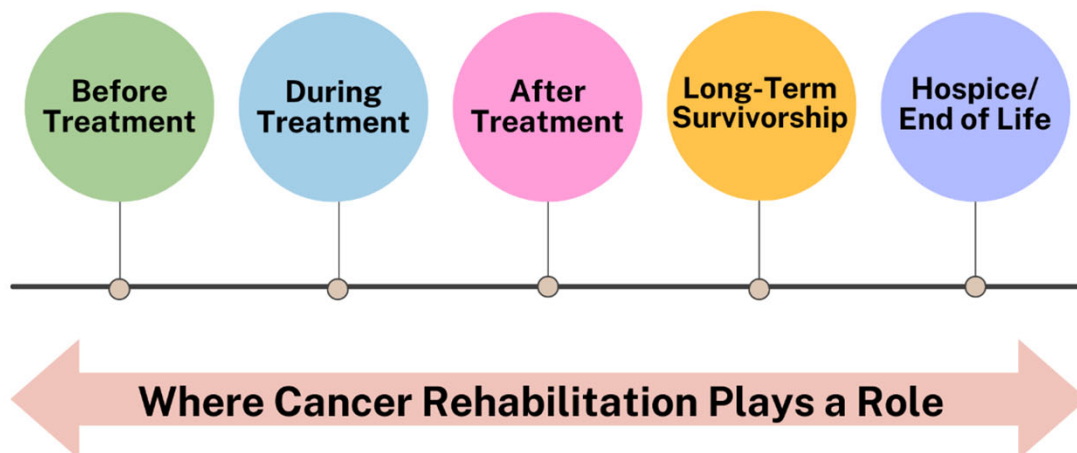 Before
Treatment
During
Treatment
After
Treatment
Long-Term
Survivorship
Hospice/
End of Life
Where Cancer Rehabilitation Plays a Role